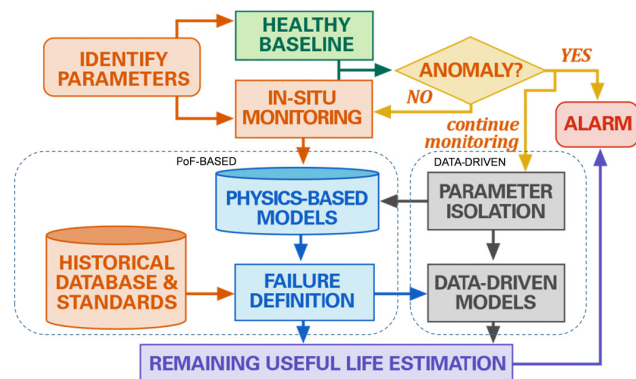 HEALTHY
BASELINE
IDENTIFY
PARAMETERS
ANOMALY?
YES
NO
IN-SITU
MONITORING
continue
monitoring
ALARM
PoF-BASED
DATA-DRIVEN
PHYSICS-BASED
MODELS
PARAMETER
ISOLATION
HISTORICAL
DATABASE &
STANDARDS
FAILURE
DEFINITION
DATA-DRIVEN
MODELS
REMAINING USEFUL LIFE ESTIMATION